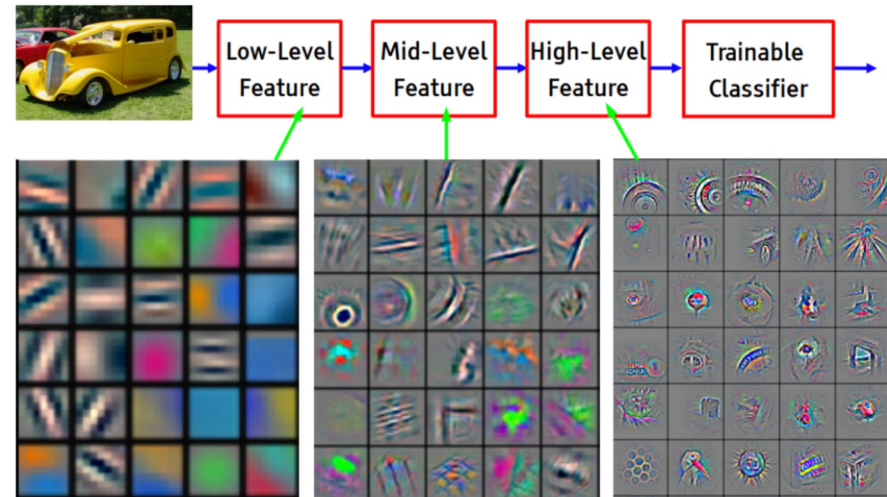 Low-Level
Feature
Mid-Level
Feature
High-Level
Feature
Trainable
Classifier